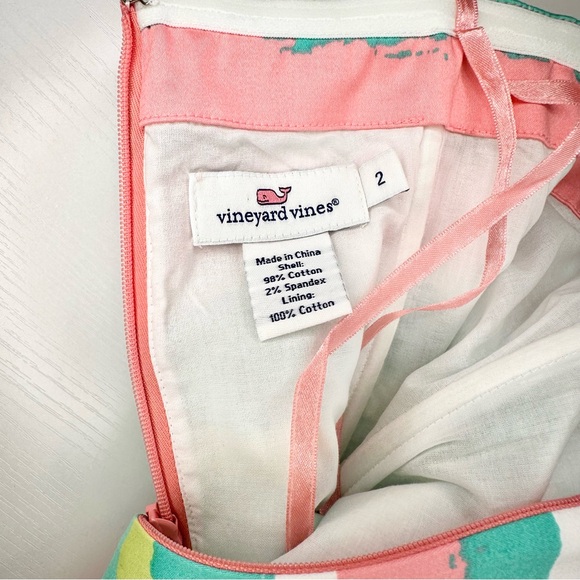 vineyard vines®
2
Made in China
Shell:
98% Cotton
2% Spandex
Lining:
100% Cotton